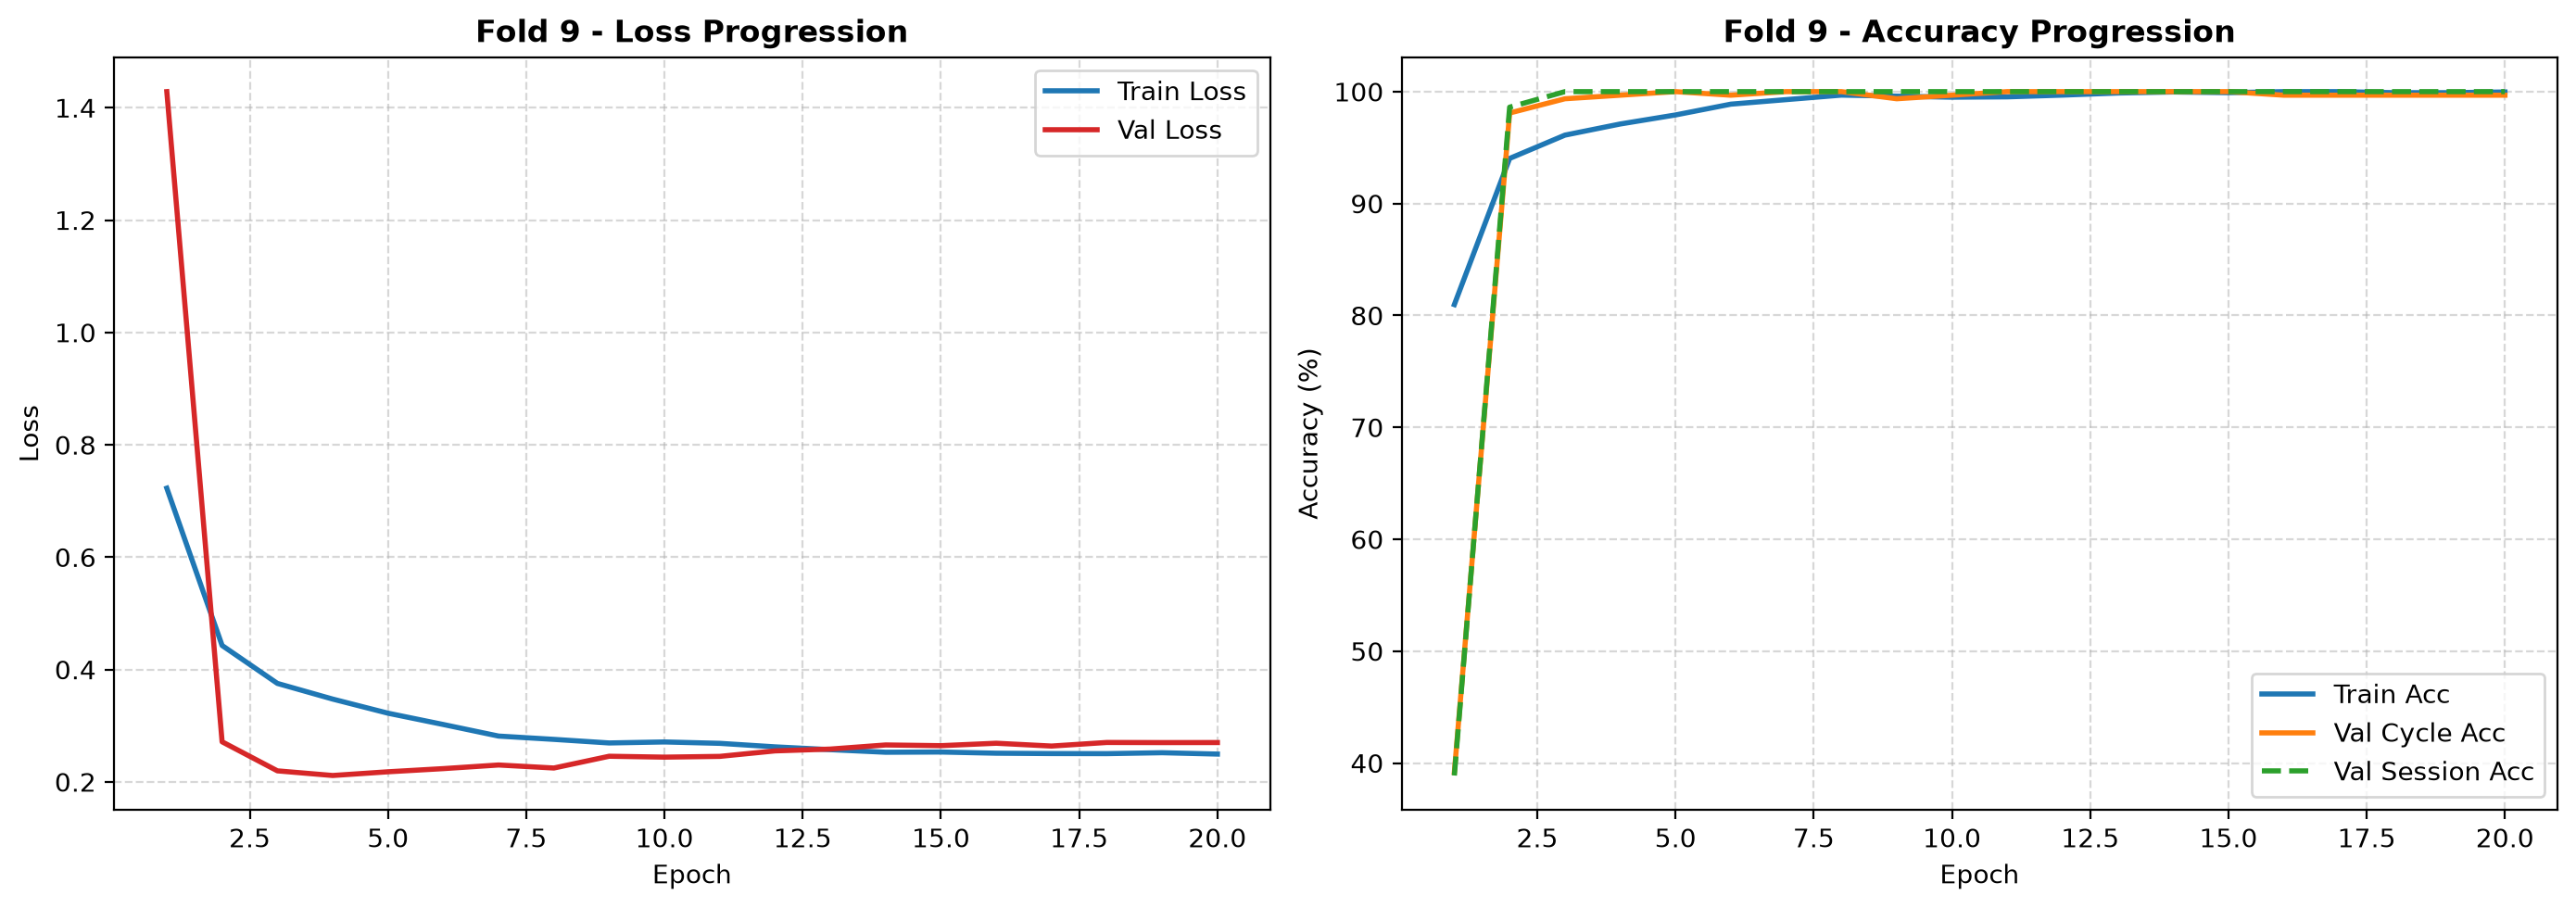 Fold 9 - Loss Progression
1.4
1.2
1.0
0.8
0.6
0.4
0.2
Loss
Train Loss
Val Loss
2.5 5.0 7.5 10.0 12.5 15.0 17.5 20.0
Epoch
Fold 9 - Accuracy Progression
100
90
80
70
60
50
40
Accuracy (%)
Train Acc
Val Cycle Acc
Val Session Acc
2.5 5.0 7.5 10.0 12.5 15.0 17.5 20.0
Epoch